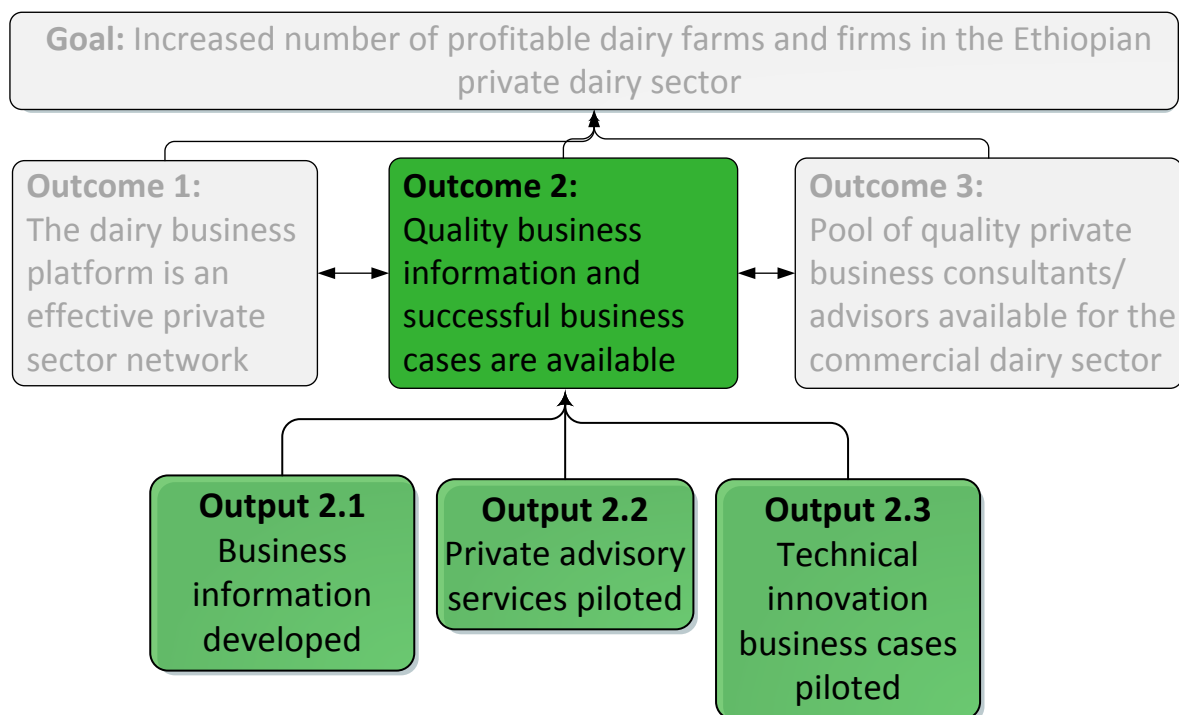 Goal: Increased number of profitable dairy farms and firms in the Ethiopian
private dairy sector
Outcome 1:
The dairy business
platform is an
effective private
sector network
Outcome 2:
Quality business
information and
successful business
cases are available
Outcome 3:
Pool of quality private
business consultants/
advisors available for the
commercial dairy sector
Output 2.1
Business
information
developed
Output 2.2
Private advisory
services piloted
Output 2.3
Technical
innovation
business cases
piloted